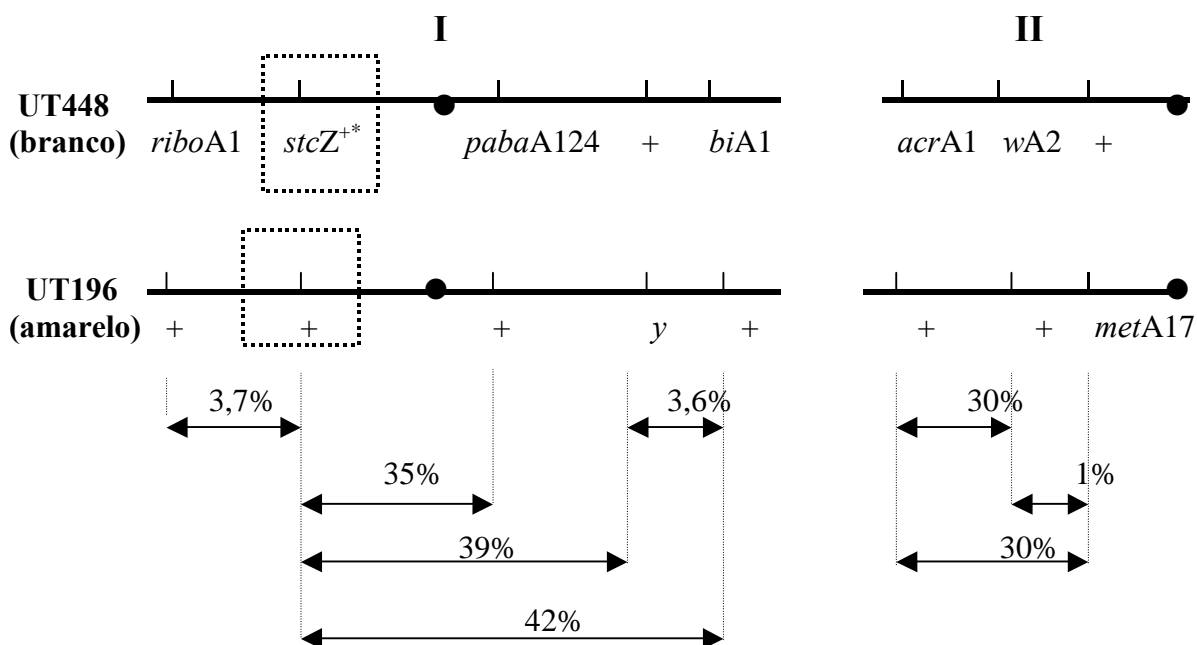 I II
UT448
(branco) riboA1 stcZ+* pabaA124 + biA1 acrA1 wA2 +
UT196
(amarelo) + + + y + + + metA17
3,7% 3,6% 30%
35% 1%
39% 30%
42%